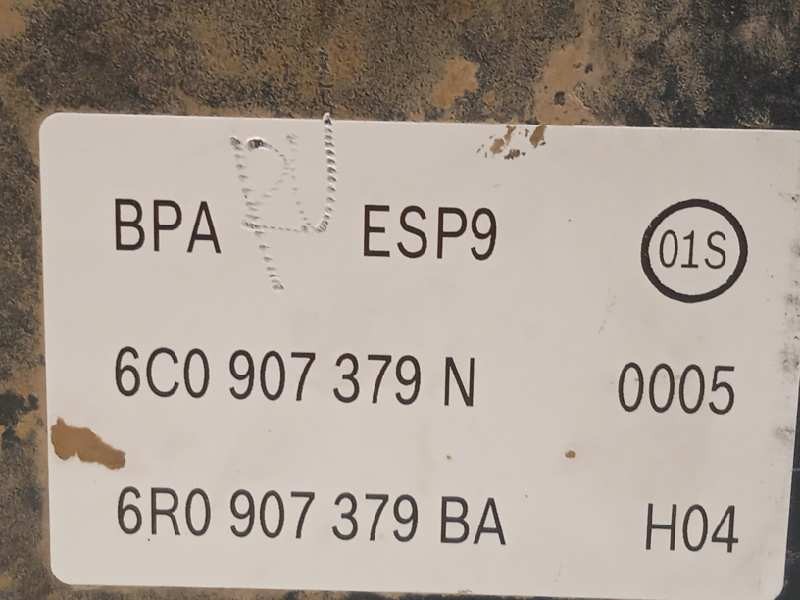 BPA ESP9 01S
6C0 907 379 N 0005
6R0 907 379 BA H04